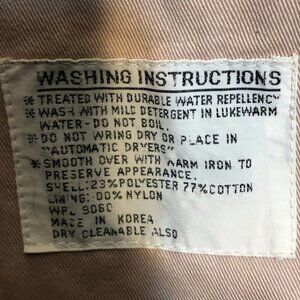 WASHING INSTRUCTIONS
※ TREATED WITH DURABLE WATER REPELLENCY
※ WASH WITH MILD DETERGENT IN LUKEWARM
WATER-DO NOT BOIL.
※ DO NOT WRING DRY OR PLACE IN
"AUTOMATIC DRYERS"
※ SMOOTH OVER WITH WARM IRON TO
PRESERVE APPEARANCE.
SHELL:23%POLYESTER 77%COTTON
LINING:100%NYLON
WPL 9060
MADE IN KOREA
DRY CLEANABLE ALSO